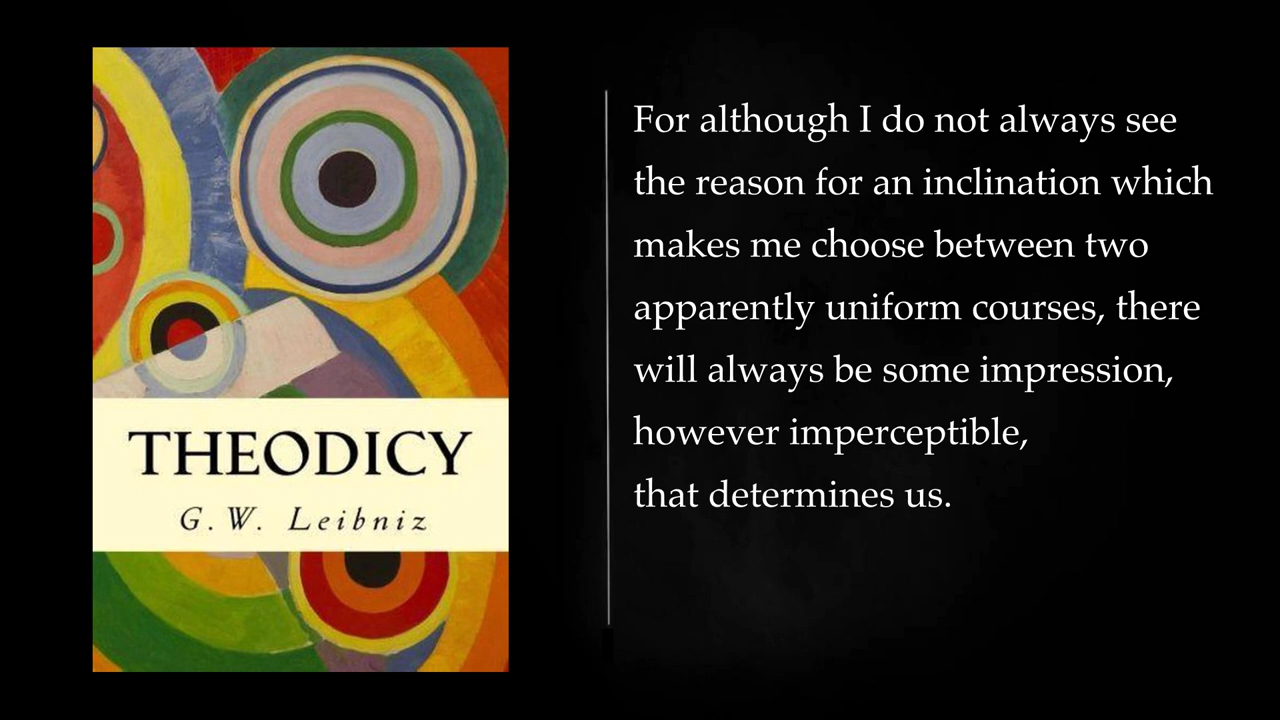 THEODICY
G. W. Leibniz
For although I do not always see
the reason for an inclination which
makes me choose between two
apparently uniform courses, there
will always be some impression,
however imperceptible,
that determines us.